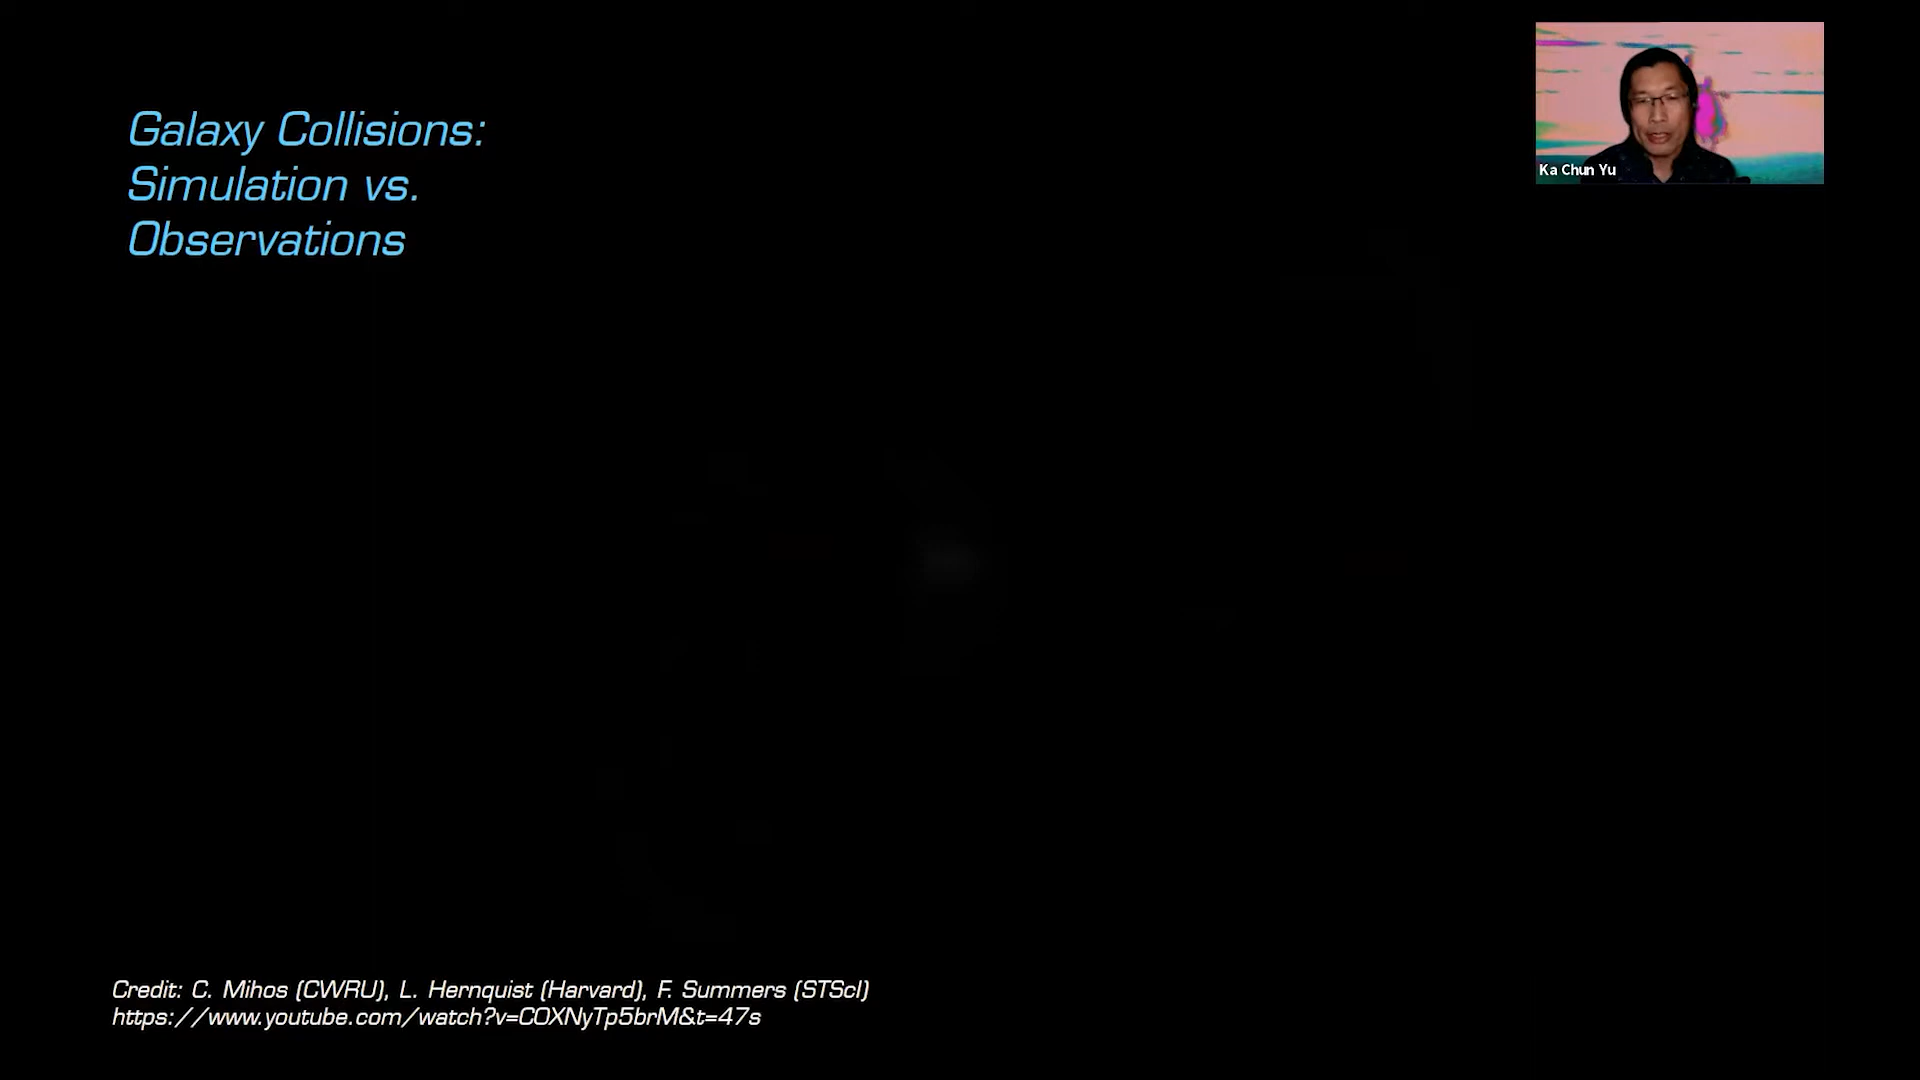 Galaxy Collisions:
Simulation vs.
Observations
Ka Chun Yu
Credit: C. Mihos (CWRU), L. Hernquist (Harvard), F. Summers (STScI)
https://www.youtube.com/watch?v=COXNyTp5brM&t=47s